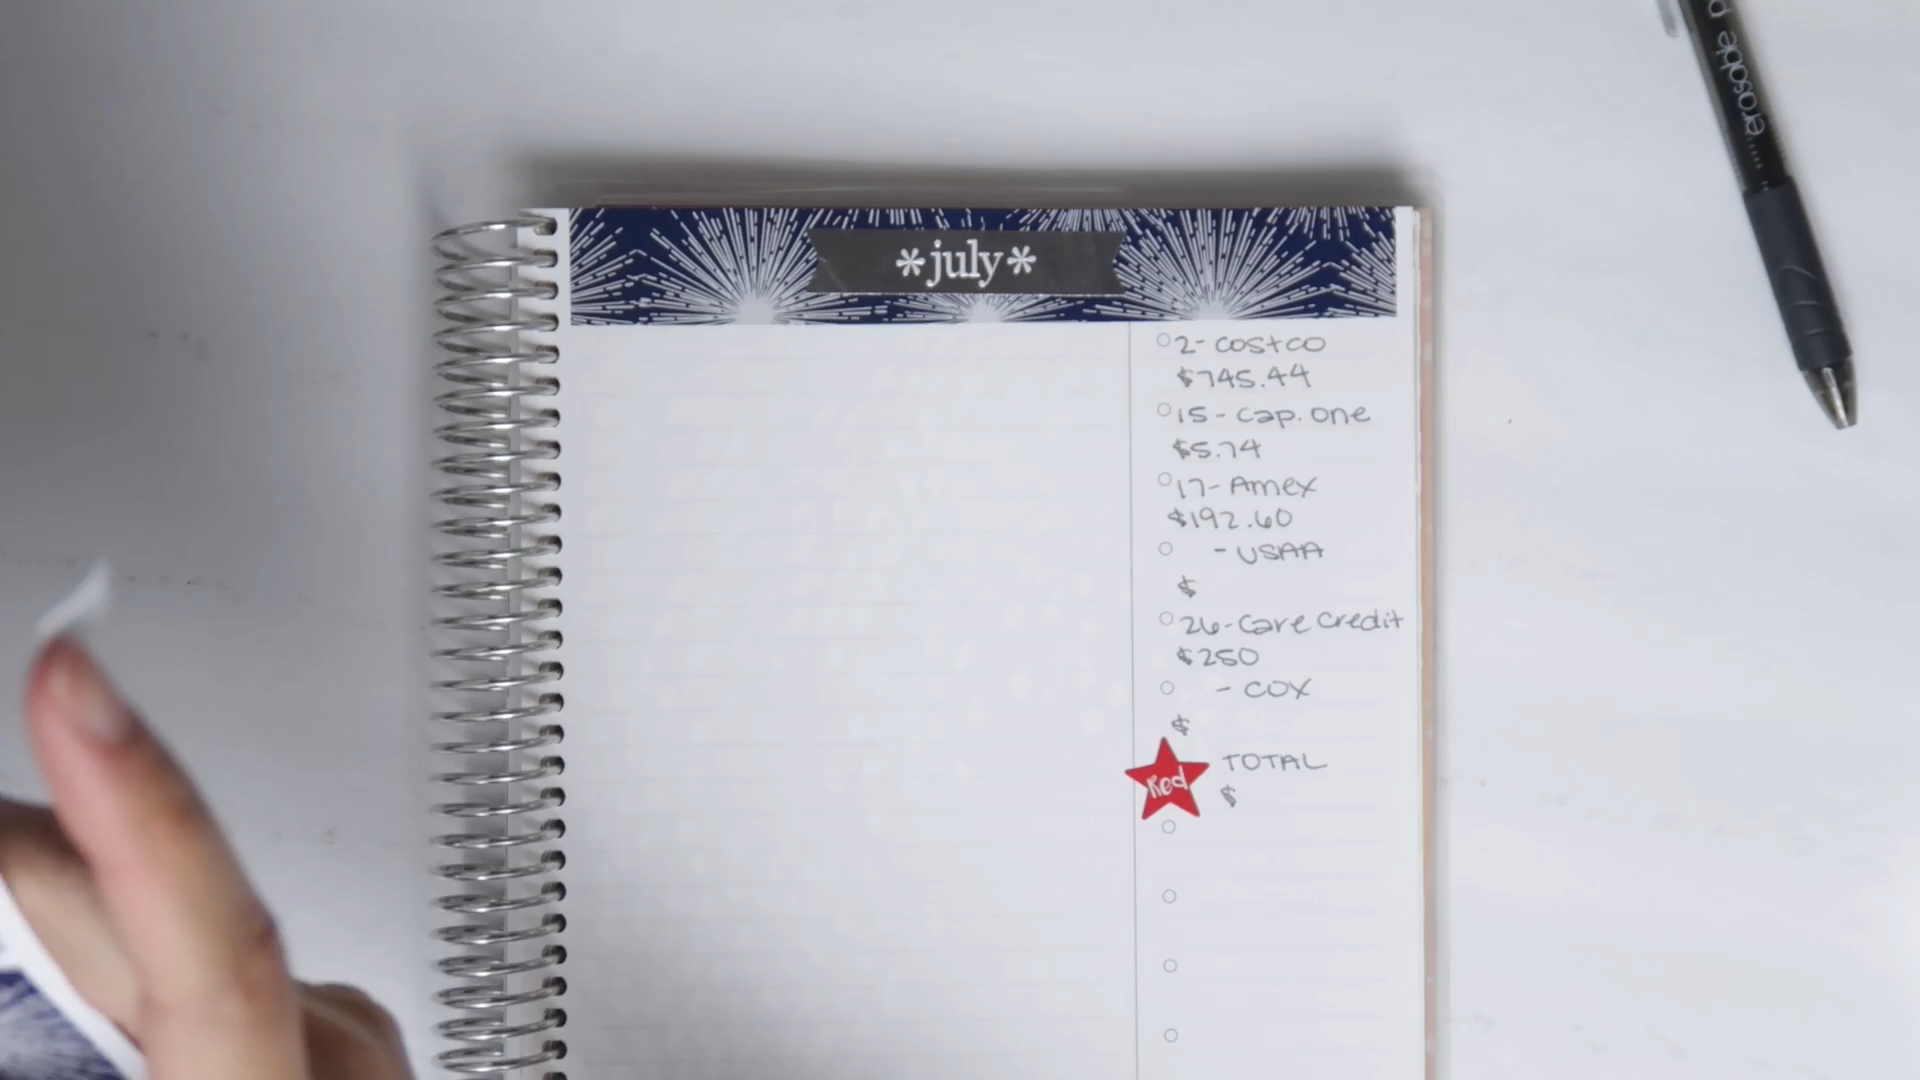 *july*
2- costco
$745.44
15- cap. one
$5.74
17- Amex
$192.60
- USAA
$
26- Care Credit
$250
- COX
$
Red
TOTAL
$
erasable